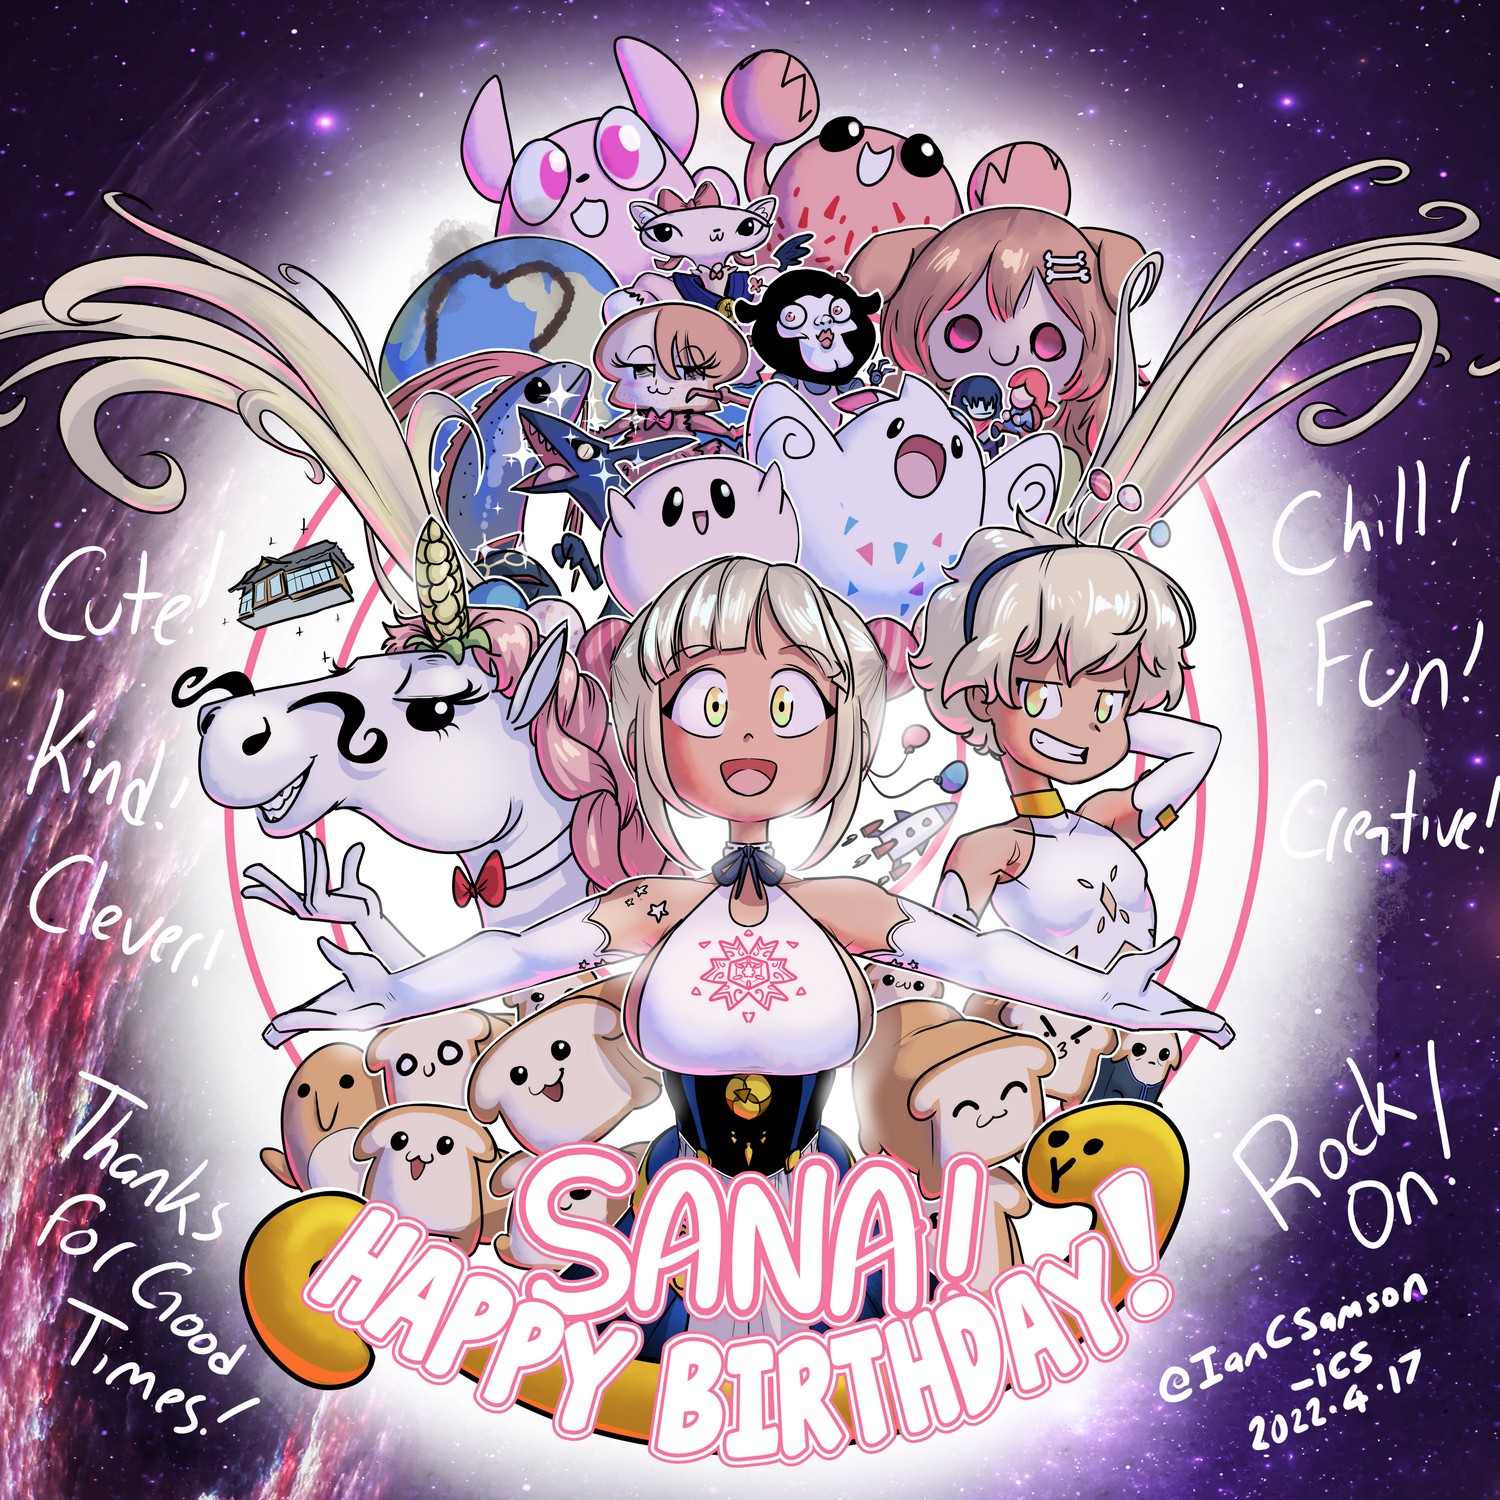 Cute!
Kind!
Clever!
Chill!
Fun!
Creative!
Thanks
for Good
Times!
Rock
On!
SANA!
HAPPY BIRTHDAY!
@IanCSamson
_ics
2022.4.17